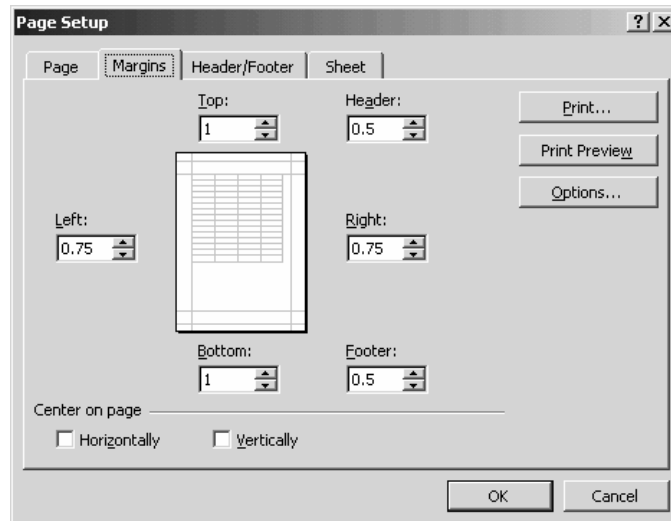 Page Setup
Page Margins Header/Footer Sheet
Top: Header:
1 0.5
Print...
Print Preview
Options...
Left: Right:
0.75 0.75
Bottom: Footer:
1 0.5
Center on page
Horizontally Vertically
OK Cancel